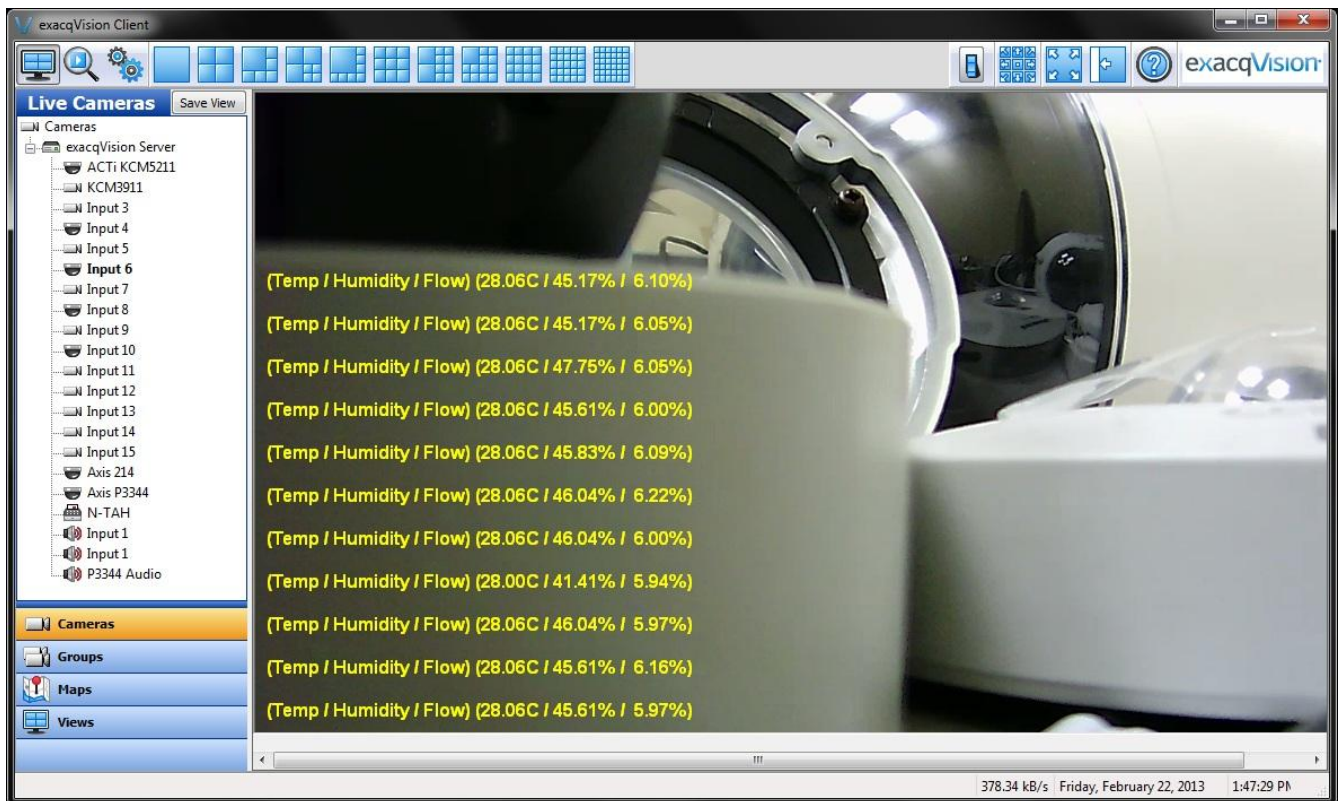 exacqVision Client
exacqVision
Live Cameras
Save View
Cameras
exacqVision Server
ACTi KCM5211
KCM3911
Input 3
Input 4
Input 5
Input 6
Input 7
Input 8
Input 9
Input 10
Input 11
Input 12
Input 13
Input 14
Input 15
Axis 214
Axis P3344
N-TAH
Input 1
Input 1
P3344 Audio
Cameras
Groups
Maps
Views
(Temp / Humidity / Flow) (28.06C / 45.17% / 6.10%)
(Temp / Humidity / Flow) (28.06C / 45.17% / 6.05%)
(Temp / Humidity / Flow) (28.06C / 47.75% / 6.05%)
(Temp / Humidity / Flow) (28.06C / 45.61% / 6.00%)
(Temp / Humidity / Flow) (28.06C / 45.83% / 6.09%)
(Temp / Humidity / Flow) (28.06C / 46.04% / 6.22%)
(Temp / Humidity / Flow) (28.06C / 46.04% / 6.00%)
(Temp / Humidity / Flow) (28.00C / 41.41% / 5.94%)
(Temp / Humidity / Flow) (28.06C / 46.04% / 5.97%)
(Temp / Humidity / Flow) (28.06C / 45.61% / 6.16%)
(Temp / Humidity / Flow) (28.06C / 45.61% / 5.97%)
378.34 kB/s Friday, February 22, 2013 1:47:29 PM